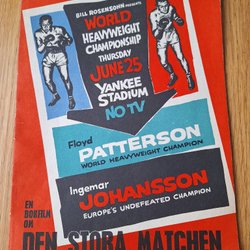 BILL ROSENSOHN PRESENTS
WORLD
HEAVYWEIGHT
CHAMPIONSHIP
THURSDAY
JUNE 25
YANKEE
STADIUM
NO TV
Floyd
PATTERSON
WORLD HEAVYWEIGHT CHAMPION
Ingemar
JOHANSSON
EUROPE'S UNDEFEATED CHAMPION
EN
BOKFILM
OM
DEN STORA MATCHEN